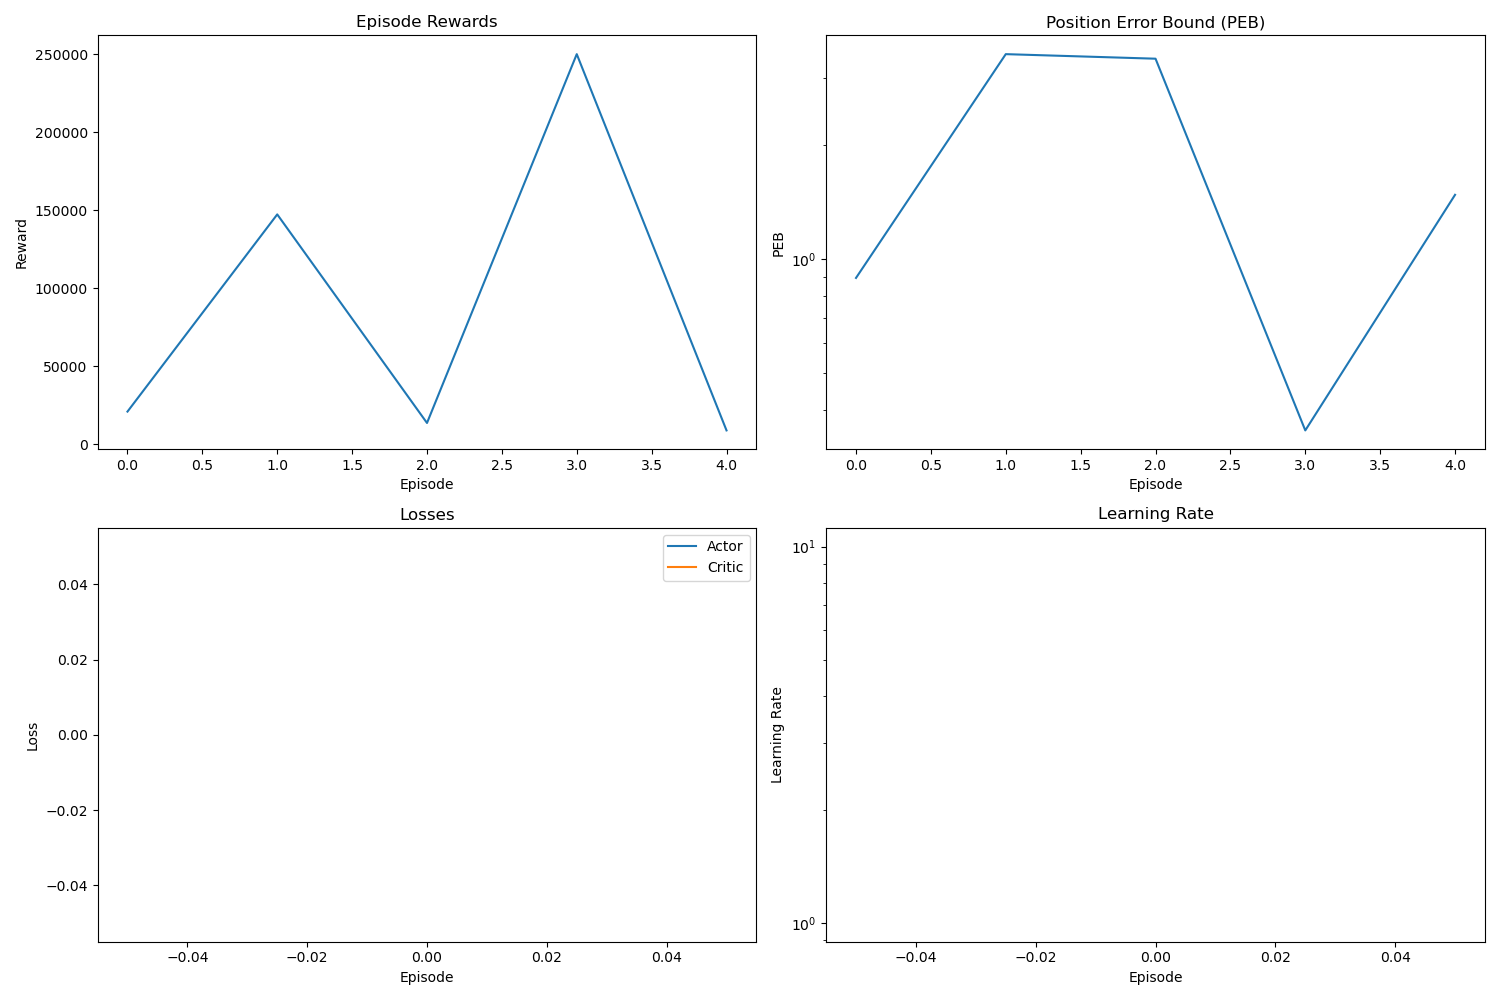 Episode Rewards
250000
200000
150000
100000
50000
0
Reward
0.0 0.5 1.0 1.5 2.0 2.5 3.0 3.5 4.0
Episode
Position Error Bound (PEB)
10⁰
PEB
0.0 0.5 1.0 1.5 2.0 2.5 3.0 3.5 4.0
Episode
Losses
Actor
Critic
0.04
0.02
0.00
−0.02
−0.04
Loss
−0.04 −0.02 0.00 0.02 0.04
Episode
Learning Rate
10¹
10⁰
Learning Rate
−0.04 −0.02 0.00 0.02 0.04
Episode